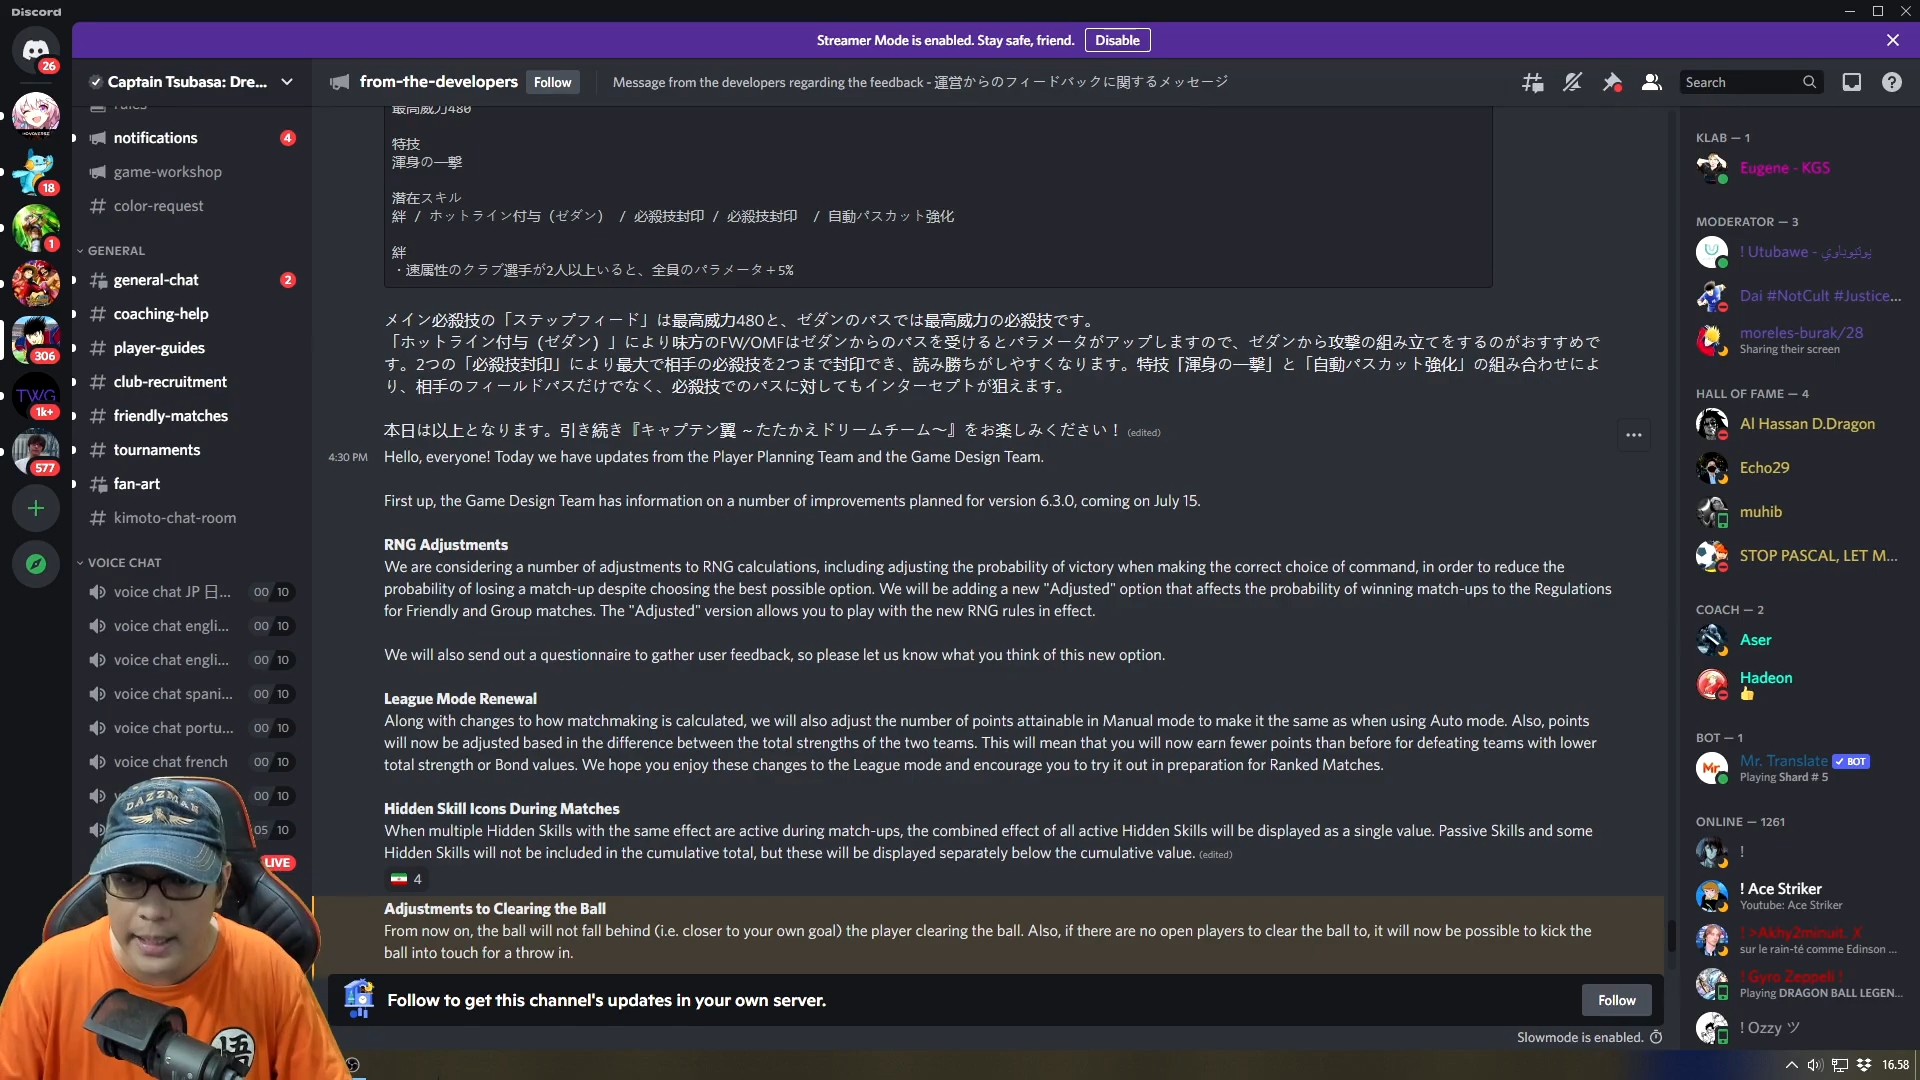 Discord
Streamer Mode is enabled. Stay safe, friend.
Disable
26
18
1
306
TWG
1k+
577
Captain Tsubasa: Dre...
notifications
4
game-workshop
color-request
GENERAL
general-chat
2
coaching-help
player-guides
club-recruitment
friendly-matches
tournaments
fan-art
kimoto-chat-room
VOICE CHAT
voice chat JP 日...
00 10
voice chat engli...
00 10
voice chat engli...
00 10
voice chat spani...
00 10
voice chat portu...
00 10
voice chat french
00 10
00 10
05 10
LIVE
from-the-developers
Follow
Message from the developers regarding the feedback - 運営からのフィードバックに関するメッセージ
Search
最高威力480
特技
渾身の一撃
潜在スキル
絆 / ホットライン付与（ゼダン） / 必殺技封印 / 必殺技封印 / 自動パスカット強化
絆
・速属性のクラブ選手が2人以上いると、全員のパラメータ＋5%
メイン必殺技の「ステップフィード」は最高威力480と、ゼダンのパスでは最高威力の必殺技です。
「ホットライン付与（ゼダン）」により味方のFW/OMFはゼダンからのパスを受けるとパラメータがアップしますので、ゼダンから攻撃の組み立てをするのがおすすめで
す。2つの「必殺技封印」により最大で相手の必殺技を2つまで封印でき、読み勝ちがしやすくなります。特技「渾身の一撃」と「自動パスカット強化」の組み合わせによ
り、相手のフィールドパスだけでなく、必殺技でのパスに対してもインターセプトが狙えます。
本日は以上となります。引き続き『キャプテン翼 ～たたかえドリームチーム～』をお楽しみください！ (edited)
4:30 PM
Hello, everyone! Today we have updates from the Player Planning Team and the Game Design Team.
First up, the Game Design Team has information on a number of improvements planned for version 6.3.0, coming on July 15.
RNG Adjustments
We are considering a number of adjustments to RNG calculations, including adjusting the probability of victory when making the correct choice of command, in order to reduce the
probability of losing a match-up despite choosing the best possible option. We will be adding a new "Adjusted" option that affects the probability of winning match-ups to the Regulations
for Friendly and Group matches. The "Adjusted" version allows you to play with the new RNG rules in effect.
We will also send out a questionnaire to gather user feedback, so please let us know what you think of this new option.
League Mode Renewal
Along with changes to how matchmaking is calculated, we will also adjust the number of points attainable in Manual mode to make it the same as when using Auto mode. Also, points
will now be adjusted based in the difference between the total strengths of the two teams. This will mean that you will now earn fewer points than before for defeating teams with lower
total strength or Bond values. We hope you enjoy these changes to the League mode and encourage you to try it out in preparation for Ranked Matches.
Hidden Skill Icons During Matches
When multiple Hidden Skills with the same effect are active during match-ups, the combined effect of all active Hidden Skills will be displayed as a single value. Passive Skills and some
Hidden Skills will not be included in the cumulative total, but these will be displayed separately below the cumulative value. (edited)
4
Adjustments to Clearing the Ball
From now on, the ball will not fall behind (i.e. closer to your own goal) the player clearing the ball. Also, if there are no open players to clear the ball to, it will now be possible to kick the
ball into touch for a throw in.
Follow to get this channel's updates in your own server.
Follow
Slowmode is enabled.
KLAB — 1
Eugene - KGS
MODERATOR — 3
! Utubawe - يوتيوباوي
Dai #NotCult #Justice...
moreles-burak/28
Sharing their screen
HALL OF FAME — 4
Al Hassan D.Dragon
Echo29
muhib
STOP PASCAL, LET M...
COACH — 2
Aser
Hadeon
BOT — 1
Mr. Translate BOT
Playing Shard # 5
ONLINE — 1261
!
! Ace Striker
Youtube: Ace Striker
! >Akhy2minuit. X
sur le rain-té comme Edinson ...
! Gyro Zeppeli !
Playing DRAGON BALL LEGEN...
! Ozzy ツ
16.58
DAZZMAN
悟